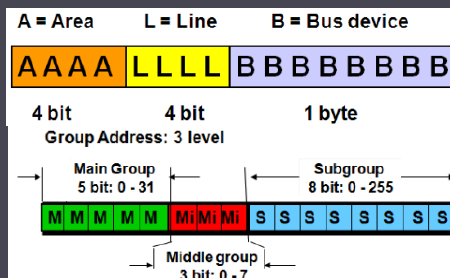 A = Area L = Line B = Bus device
A A A A L L L L B B B B B B B B
4 bit 4 bit 1 byte
Group Address: 3 level
Main Group Subgroup
5 bit: 0 - 31 8 bit: 0 - 255
M M M M M Mi Mi Mi S S S S S S S S
Middle group
3 bit: 0 - 7